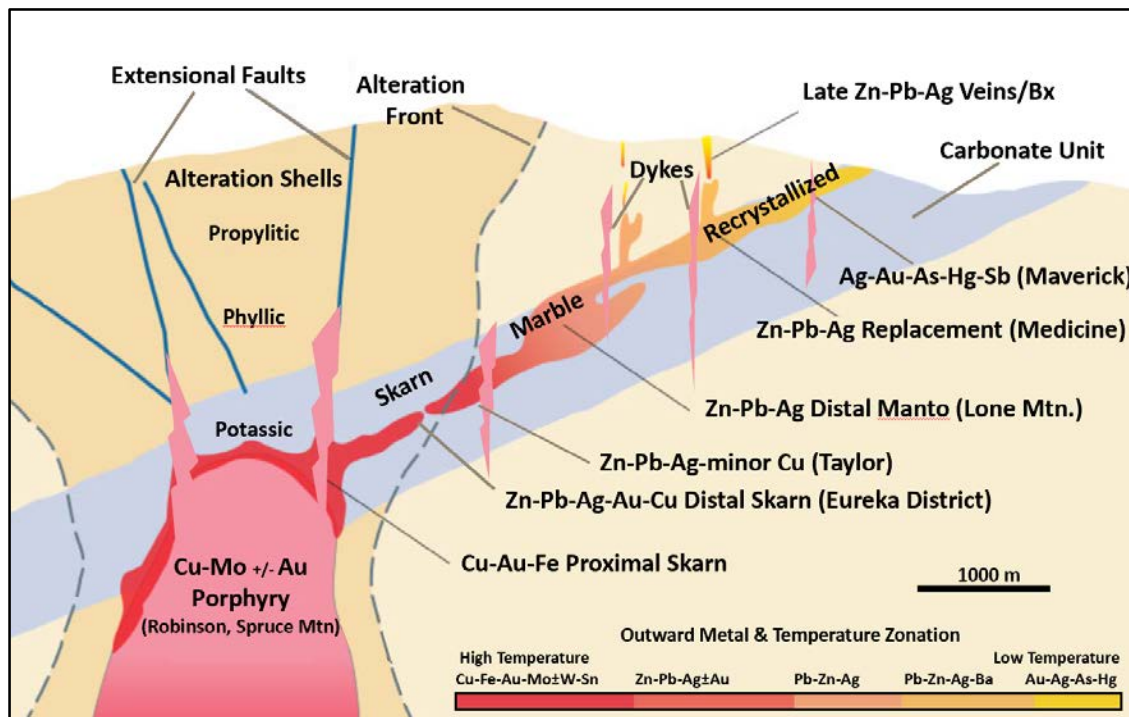 Extensional Faults
Alteration
Front
Late Zn-Pb-Ag Veins/Bx
Dykes
Carbonate Unit
Alteration Shells
Propylitic
Phyllic
Potassic
Skarn
Marble
Recrystallized
Ag-Au-As-Hg-Sb (Maverick)
Zn-Pb-Ag Replacement (Medicine)
Zn-Pb-Ag Distal Manto (Lone Mtn.)
Zn-Pb-Ag-minor Cu (Taylor)
Zn-Pb-Ag-Au-Cu Distal Skarn (Eureka District)
Cu-Au-Fe Proximal Skarn
Cu-Mo +/- Au
Porphyry
(Robinson, Spruce Mtn)
1000 m
Outward Metal & Temperature Zonation
High Temperature Low Temperature
Cu-Fe-Au-Mo±W-Sn Zn-Pb-Ag±Au Pb-Zn-Ag Pb-Zn-Ag-Ba Au-Ag-As-Hg